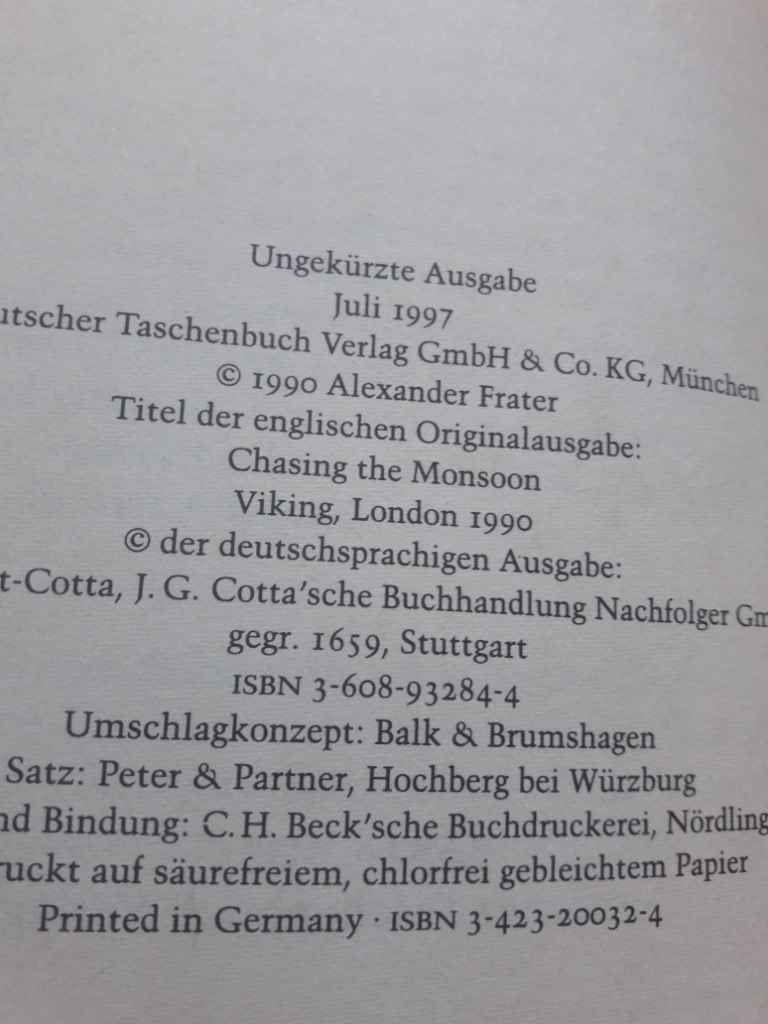 Ungekürzte Ausgabe
Juli 1997
utscher Taschenbuch Verlag GmbH & Co. KG, München
© 1990 Alexander Frater
Titel der englischen Originalausgabe:
Chasing the Monsoon
Viking, London 1990
© der deutschsprachigen Ausgabe:
t-Cotta, J. G. Cotta'sche Buchhandlung Nachfolger Gm
gegr. 1659, Stuttgart
ISBN 3-608-93284-4
Umschlagkonzept: Balk & Brumshagen
Satz: Peter & Partner, Hochberg bei Würzburg
nd Bindung: C. H. Beck'sche Buchdruckerei, Nördling
ruckt auf säurefreiem, chlorfrei gebleichtem Papier
Printed in Germany · ISBN 3-423-20032-4